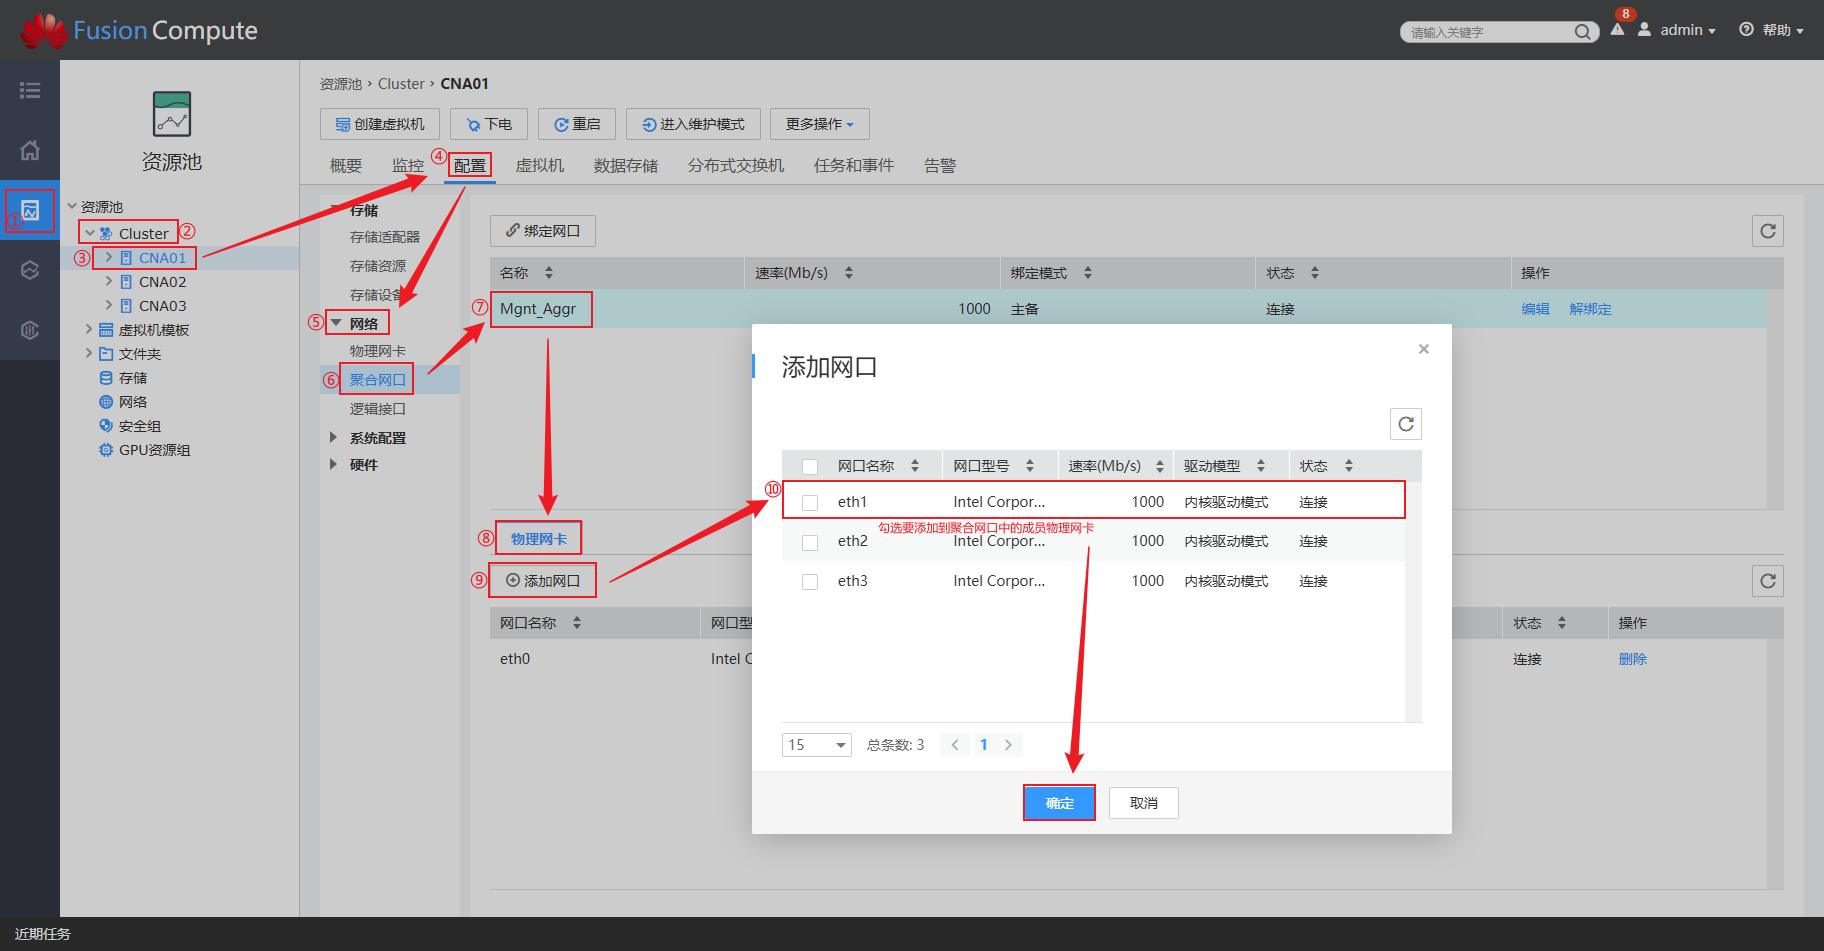 FusionCompute
请输入关键字
8
admin
帮助
资源池
资源池 › Cluster › CNA01
创建虚拟机
下电
重启
进入维护模式
更多操作
概要
监控
④
配置
虚拟机
数据存储
分布式交换机
任务和事件
告警
①
资源池
Cluster
②
③
CNA01
CNA02
CNA03
虚拟机模板
文件夹
存储
网络
安全组
GPU资源组
存储
存储适配器
存储资源
存储设备
⑤
网络
物理网卡
⑥
聚合网口
逻辑接口
系统配置
硬件
绑定网口
名称 速率(Mb/s) 绑定模式 状态 操作
⑦
Mgnt_Aggr 1000 主备 连接 编辑 解绑定
⑧
物理网卡
⑨
添加网口
网口名称 网口型 状态 操作
eth0 Intel C 连接 删除
添加网口
×
网口名称 网口型号 速率(Mb/s) 驱动模型 状态
⑩
eth1 Intel Corpor... 1000 内核驱动模式 连接
勾选要添加到聚合网口中的成员物理网卡
eth2 Intel Corpor... 1000 内核驱动模式 连接
eth3 Intel Corpor... 1000 内核驱动模式 连接
15 总条数: 3 < 1 >
确定 取消
近期任务